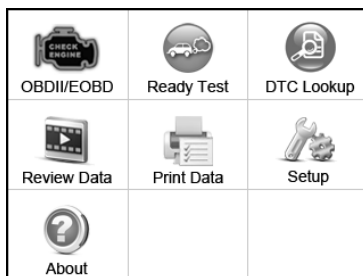 CHECK
ENGINE
OBDII/EOBD
Ready Test
DTC Lookup
Review Data
Print Data
Setup
?
About